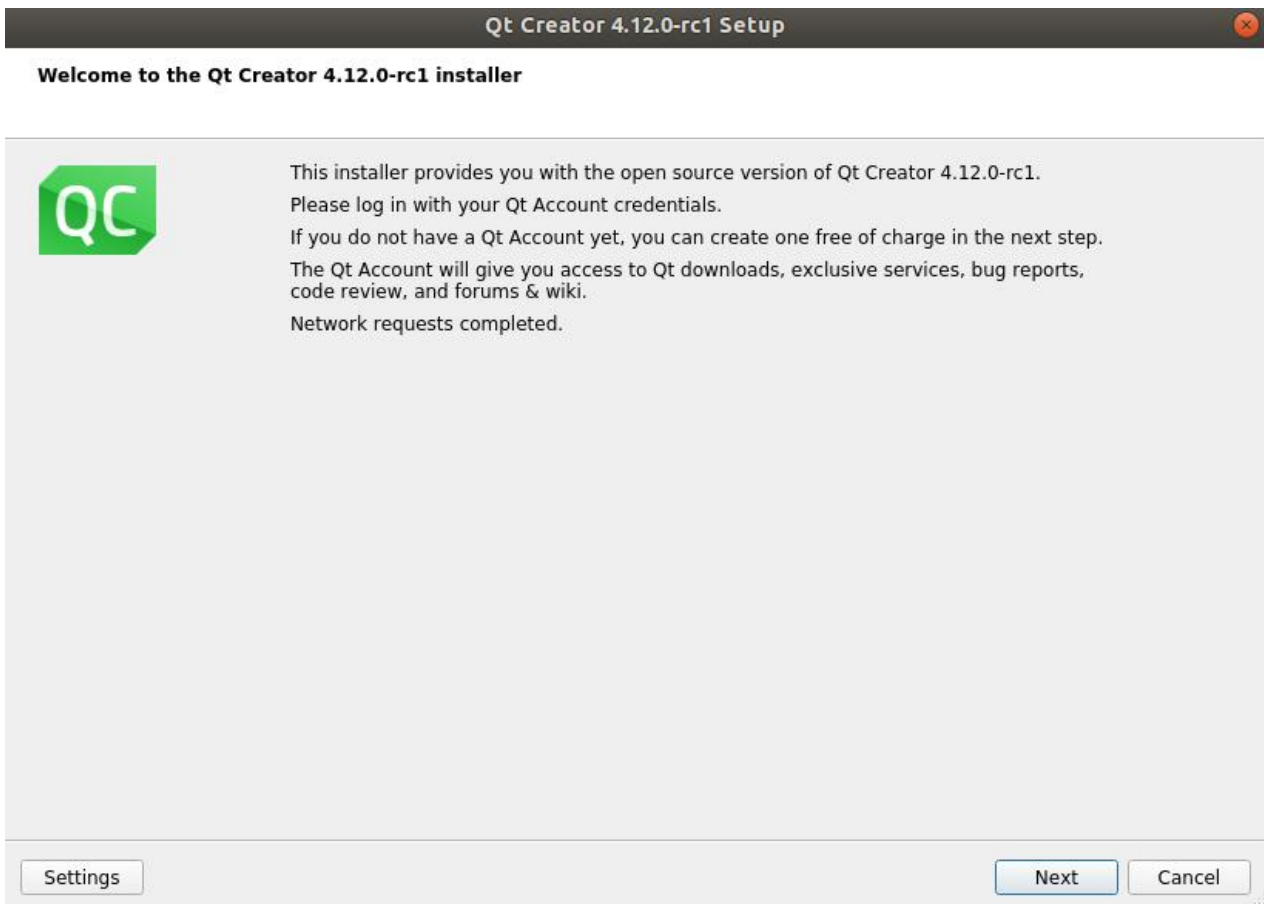 Qt Creator 4.12.0-rc1 Setup
Welcome to the Qt Creator 4.12.0-rc1 installer
QC
This installer provides you with the open source version of Qt Creator 4.12.0-rc1.
Please log in with your Qt Account credentials.
If you do not have a Qt Account yet, you can create one free of charge in the next step.
The Qt Account will give you access to Qt downloads, exclusive services, bug reports,
code review, and forums & wiki.
Network requests completed.
Settings
Next
Cancel